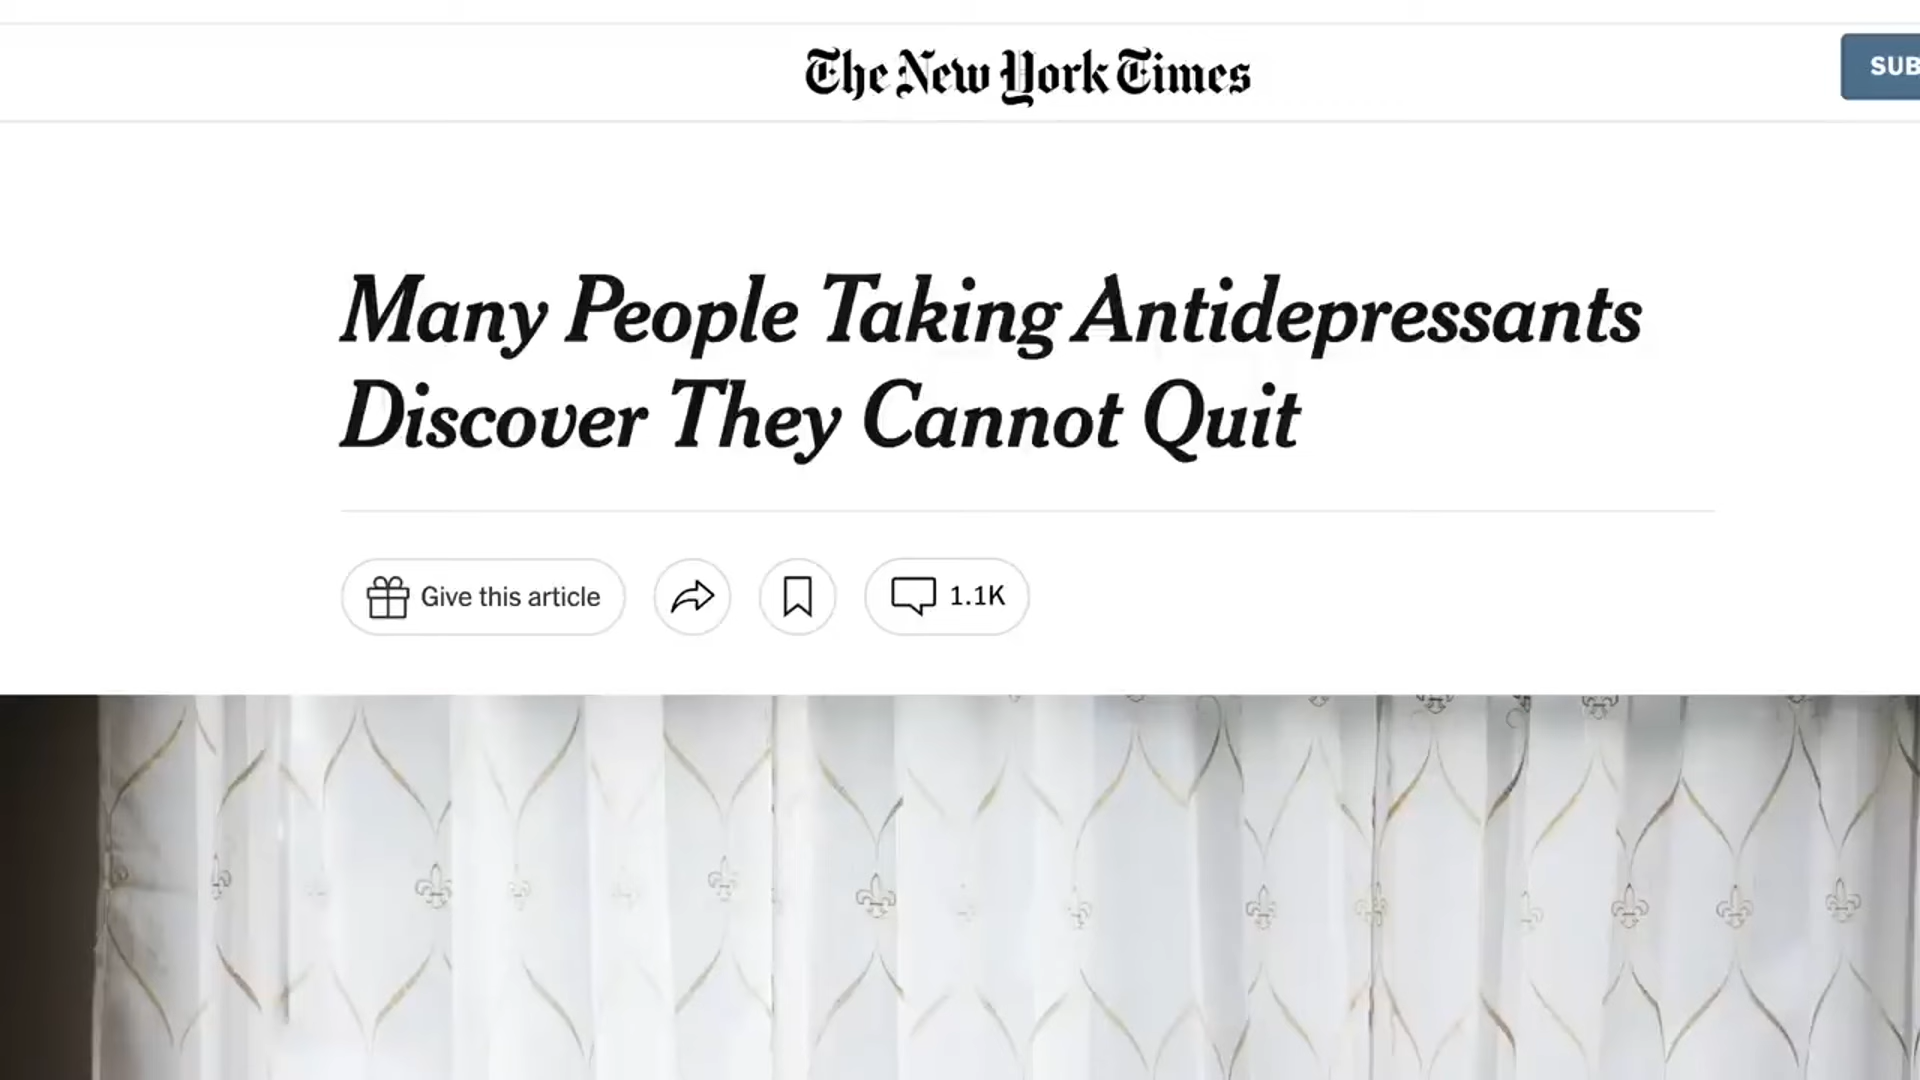 The New York Times
SUB
Many People Taking Antidepressants
Discover They Cannot Quit
Give this article
1.1K